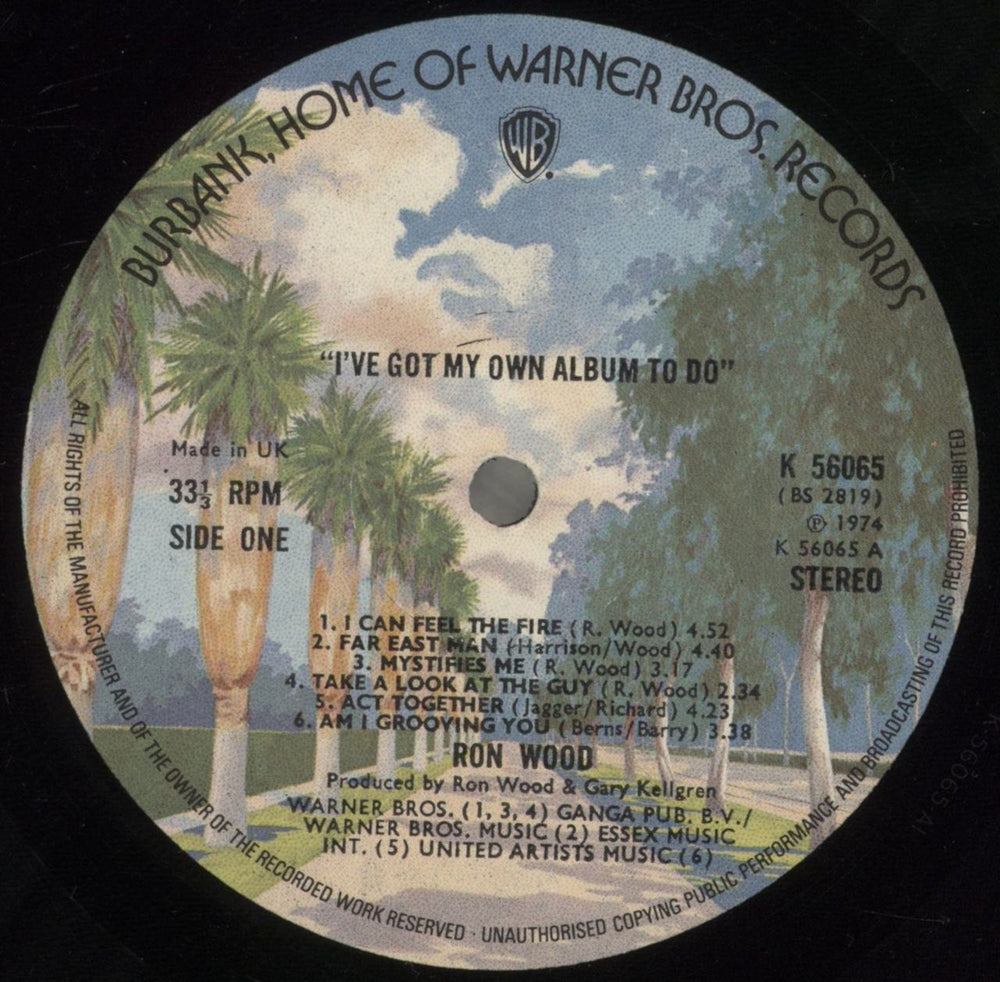 BURBANK, HOME OF WARNER BROS. RECORDS
WB
"I'VE GOT MY OWN ALBUM TO DO"
Made in UK
33⅓ RPM
SIDE ONE
K 56065
(BS 2819)
℗ 1974
K 56065 A
STEREO
1. I CAN FEEL THE FIRE (R. Wood) 4.52
2. FAR EAST MAN (Harrison/Wood) 4.40
3. MYSTIFIES ME (R. Wood) 3.17
4. TAKE A LOOK AT THE GUY (R. Wood) 2.34
5. ACT TOGETHER (Jagger/Richard) 4.23
6. AM I GROOVING YOU (Berns/Barry) 3.38
RON WOOD
Produced by Ron Wood & Gary Kellgren
WARNER BROS. (1, 3, 4) GANGA PUB. B.V./
WARNER BROS. MUSIC (2) ESSEX MUSIC
INT. (5) UNITED ARTISTS MUSIC (6)
ALL RIGHTS OF THE MANUFACTURER AND OF THE OWNER OF THE RECORDED WORK RESERVED · UNAUTHORISED COPYING PUBLIC PERFORMANCE AND BROADCASTING OF THIS RECORD PROHIBITED